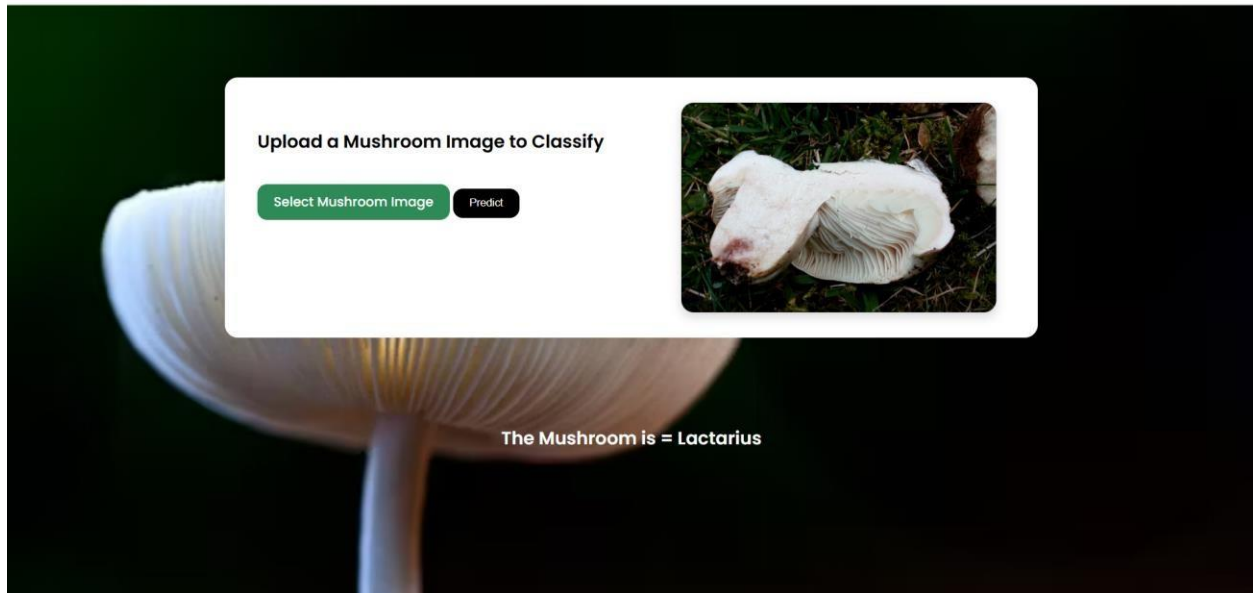 Upload a Mushroom Image to Classify
Select Mushroom Image Predict
The Mushroom is = Lactarius